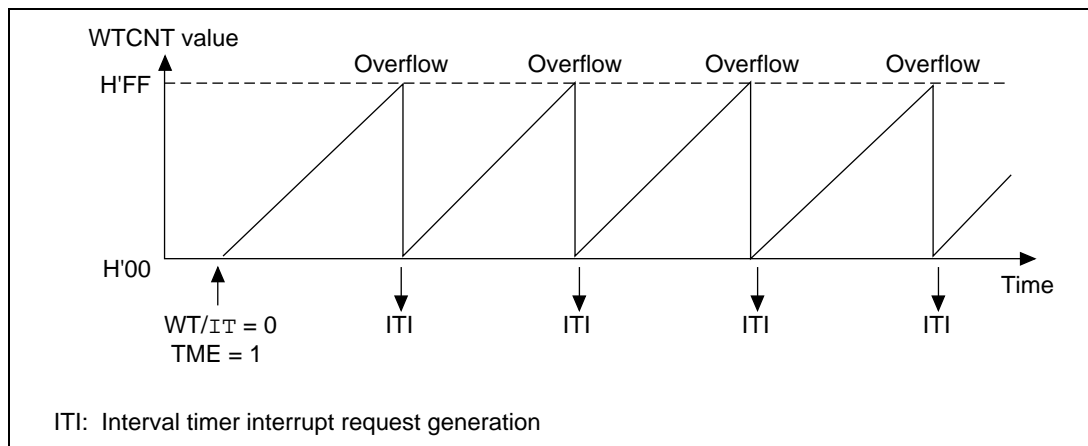 WTCNT value
Overflow Overflow Overflow Overflow
H'FF
H'00
Time
WT/IT = 0
TME = 1
ITI ITI ITI ITI
ITI: Interval timer interrupt request generation